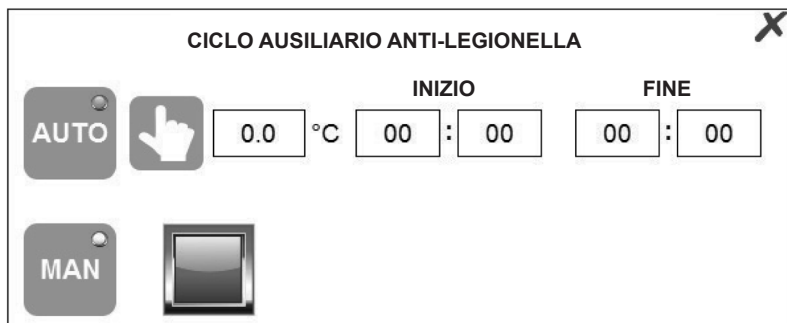 CICLO AUSILIARIO ANTI-LEGIONELLA
INIZIO FINE
AUTO 0.0 °C 00 : 00 00 : 00
MAN